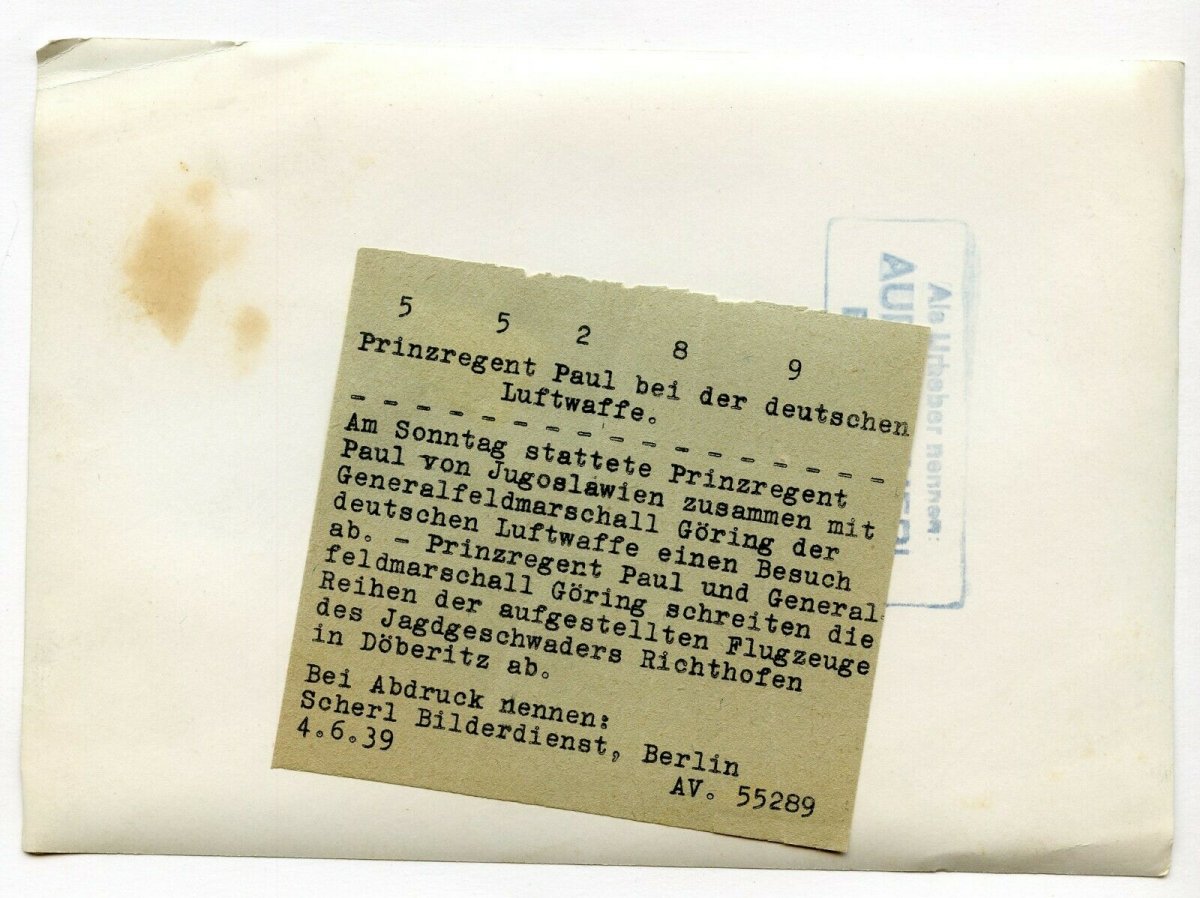 5 5 2 8 9
Prinzregent Paul bei der deutschen
Luftwaffe.
- - - - - - - - - - - - - - - - -
Am Sonntag stattete Prinzregent
Paul von Jugoslawien zusammen mit
Generalfeldmarschall Göring der
deutschen Luftwaffe einen Besuch
ab. - Prinzregent Paul und General-
feldmarschall Göring schreiten die
Reihen der aufgestellten Flugzeuge
des Jagdgeschwaders Richthofen
in Döberitz ab.
Bei Abdruck nennen:
Scherl Bilderdienst, Berlin
4.6.39
AV. 55289
Als Urheber nennen: